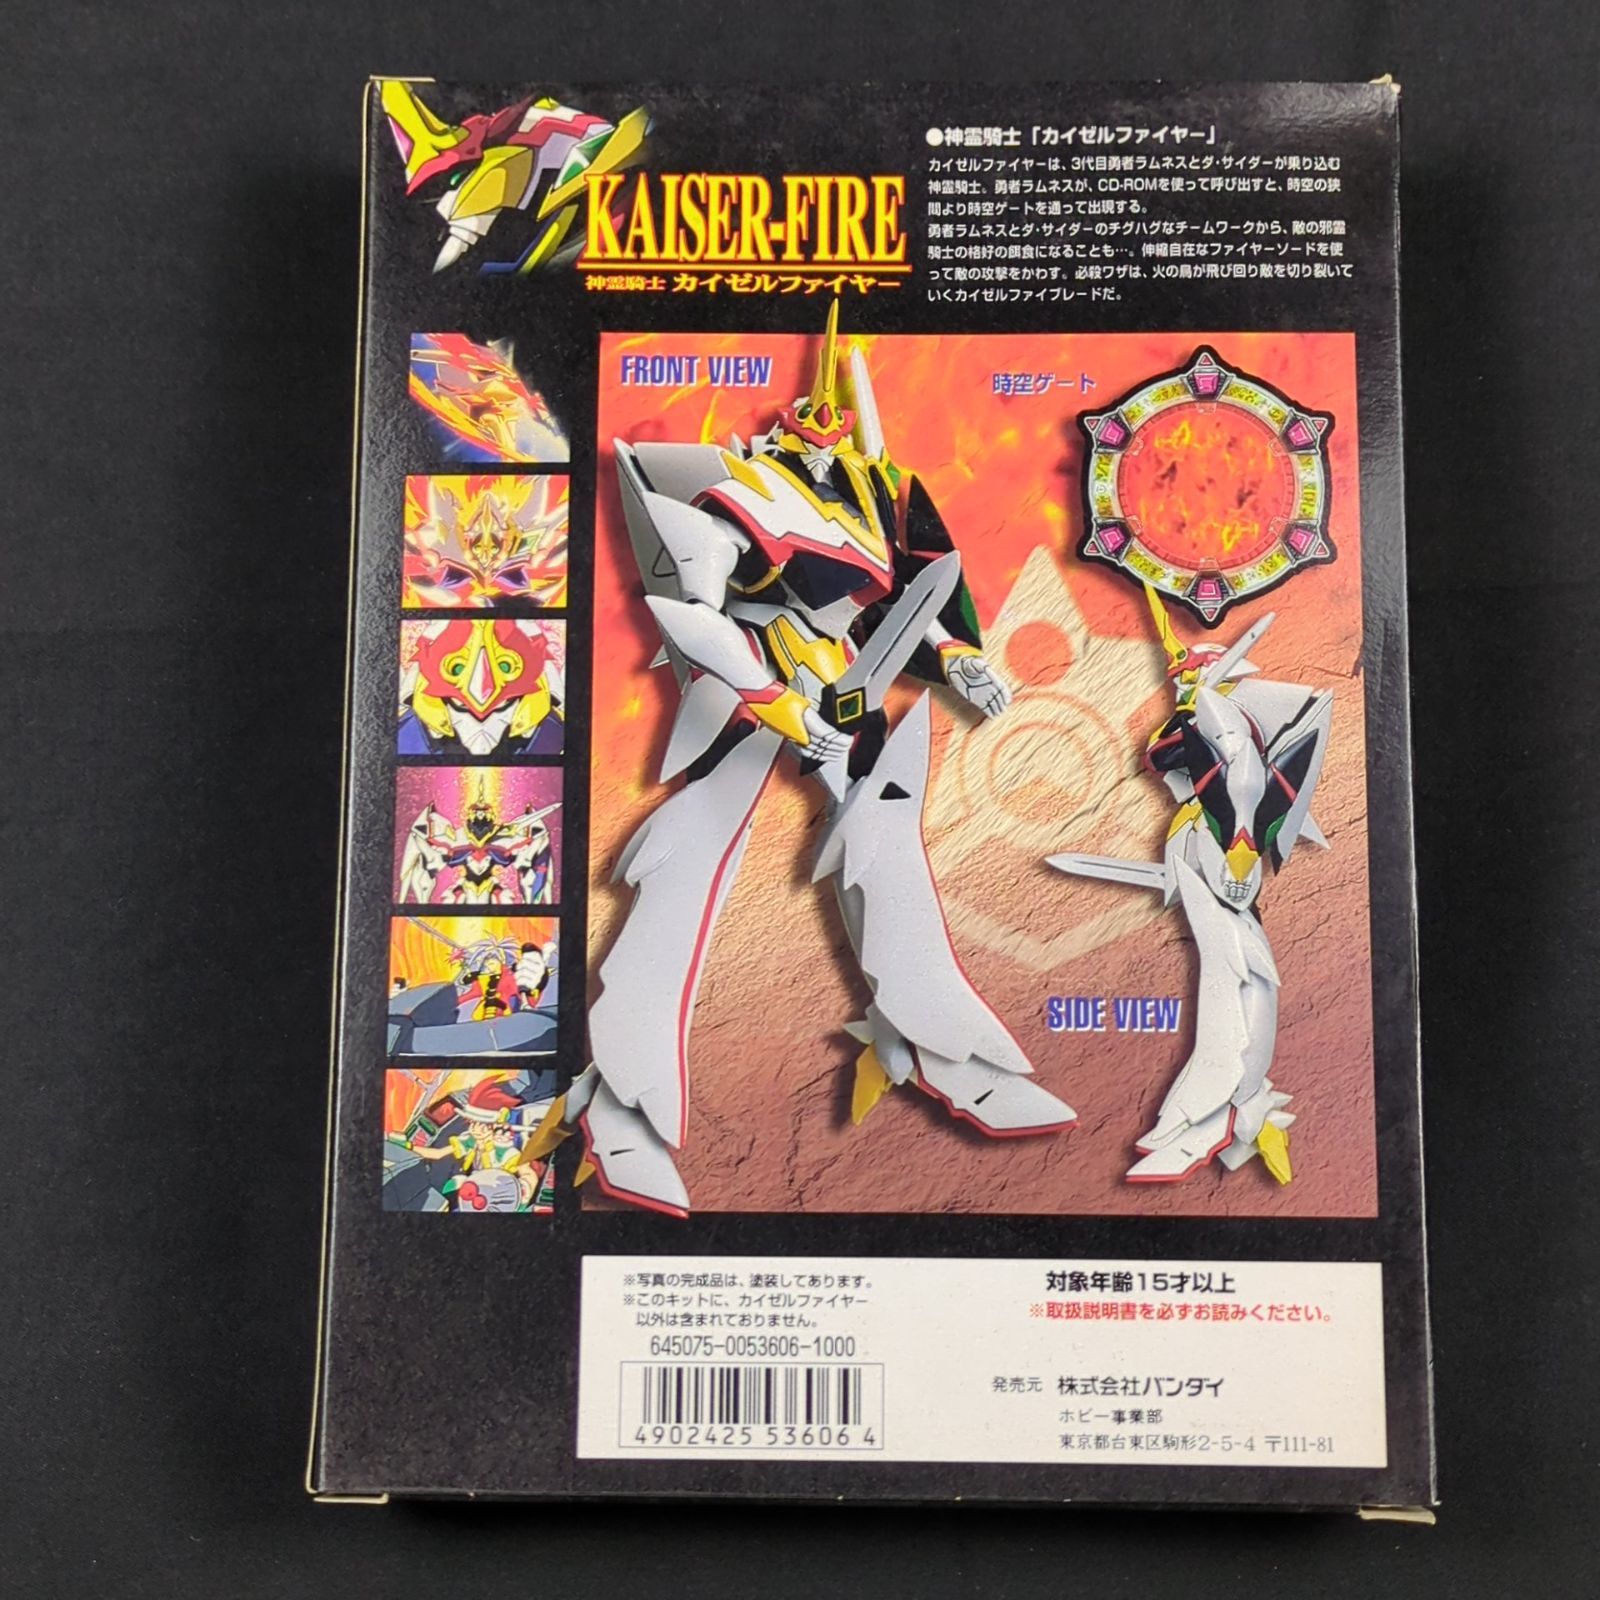 KAISER-FIRE
神霊騎士 カイゼルファイヤー
●神霊騎士「カイゼルファイヤー」
カイゼルファイヤーは、3代目勇者ラムネスとダ・サイダーが乗り込む
神霊騎士。勇者ラムネスが、CD-ROMを使って呼び出すと、時空の狭
間より時空ゲートを通って出現する。
勇者ラムネスとダ・サイダーのチグハグなチームワークから、敵の邪霊
騎士の格好の餌食になることも…。伸縮自在なファイヤーソードを使
って敵の攻撃をかわす。必殺ワザは、火の鳥が飛び回り敵を切り裂いて
いくカイゼルファイブレードだ。
FRONT VIEW
時空ゲート
SIDE VIEW
※写真の完成品は、塗装してあります。
※このキットに、カイゼルファイヤー
以外は含まれておりません。
645075-0053606-1000
4902425 536064
対象年齢15才以上
※取扱説明書を必ずお読みください。
発売元 株式会社バンダイ
ホビー事業部
東京都台東区駒形2-5-4 〒111-81